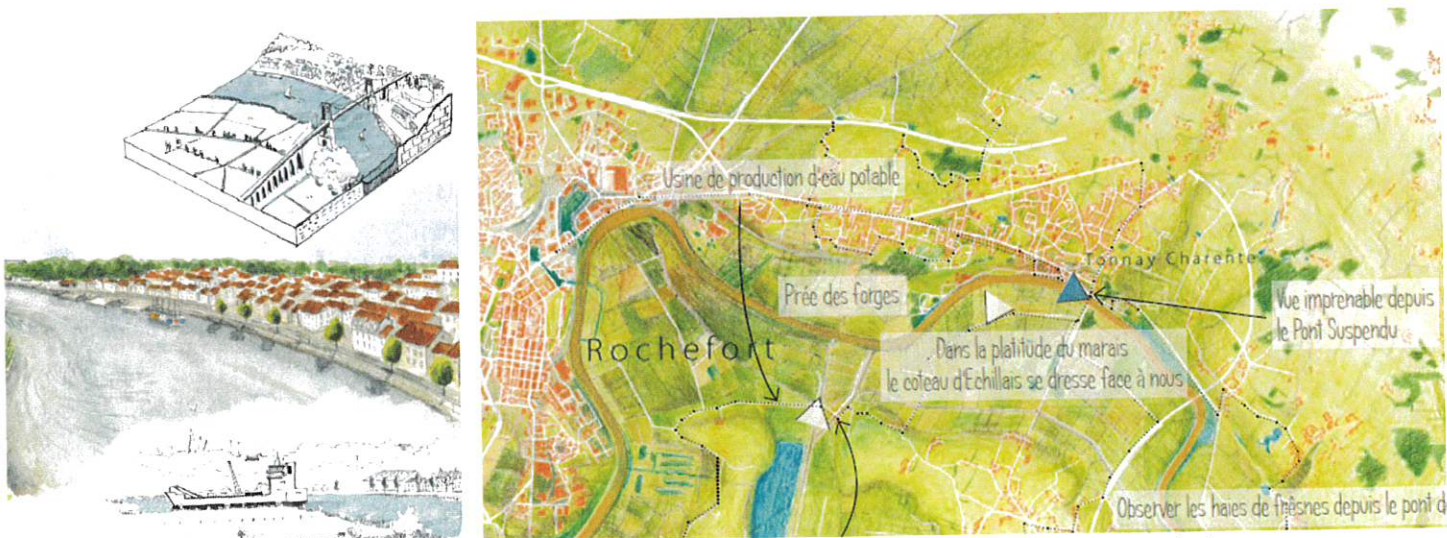 Usine de production d'eau potable
Tonnay Charente
Prée des forges
Vue imprenable depuis
le Pont Suspendu
Rochefort
Dans la platitude du marais
le coteau d'Echillais se dresse face à nous
Observer les haies de frêsnes depuis le pont d